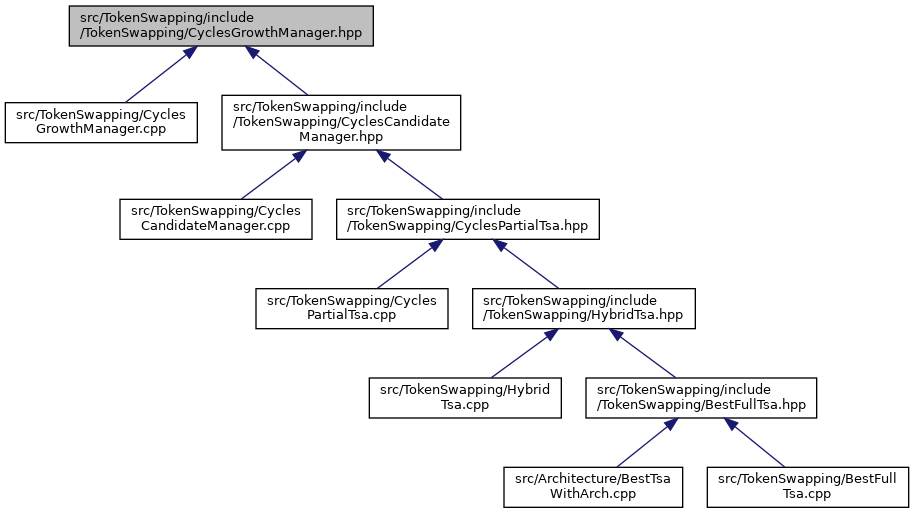 src/TokenSwapping/include
/TokenSwapping/CyclesGrowthManager.hpp
src/TokenSwapping/Cycles
GrowthManager.cpp
src/TokenSwapping/include
/TokenSwapping/CyclesCandidate
Manager.hpp
src/TokenSwapping/Cycles
CandidateManager.cpp
src/TokenSwapping/include
/TokenSwapping/CyclesPartialTsa.hpp
src/TokenSwapping/Cycles
PartialTsa.cpp
src/TokenSwapping/include
/TokenSwapping/HybridTsa.hpp
src/TokenSwapping/Hybrid
Tsa.cpp
src/TokenSwapping/include
/TokenSwapping/BestFullTsa.hpp
src/Architecture/BestTsa
WithArch.cpp
src/TokenSwapping/BestFull
Tsa.cpp